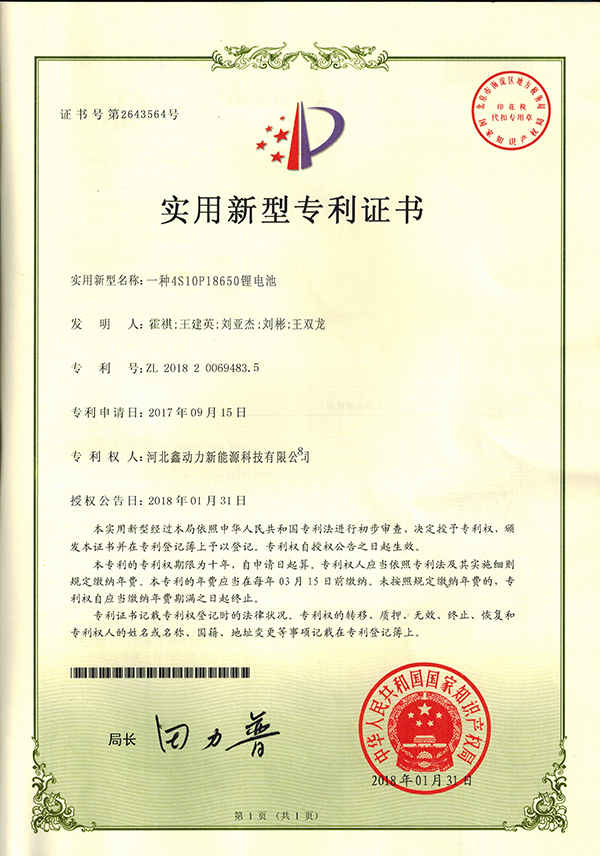 证书号第2643564号
北京市海淀区地方税务局
国家知识产权局
印花税
代扣专用章
实用新型专利证书
实用新型名称:一种4S10P18650锂电池
发明人:霍祺;王建英;刘亚杰;刘彬;王双龙
专利号:ZL 2018 2 0069483.5
专利申请日:2017年09月15日
专利权人:河北鑫动力新能源科技有限公8司
授权公告日:2018年01月31日
本实用新型经过本局依照中华人民共和国专利法进行初步审查,决定授予专利权,颁
发本证书并在专利登记簿上予以登记。专利权自授权公告之日起生效。
本专利的专利权期限为十年,自申请日起算。专利权人应当依照专利法及其实施细则
规定缴纳年费。本专利的年费应当在每年03月15日前缴纳。未按照规定缴纳年费的,专
利权自应当缴纳年费期满之日起终止。
专利证书记载专利权登记时的法律状况。专利权的转移、质押、无效、终止、恢复和
专利权人的姓名或名称、国籍、地址变更等事项记载在专利登记簿上。
局长 田力普
中华人民共和国国家知识产权局
2018年01月31日
第1页(共1页)